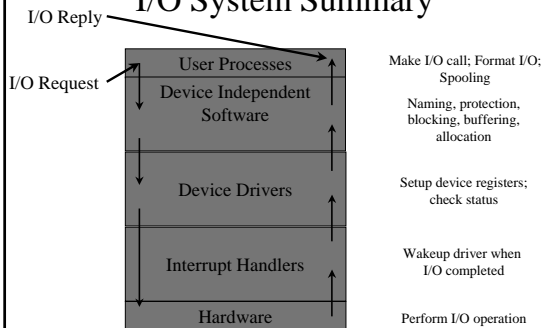 I/O System Summary
I/O Reply
I/O Request
User Processes
Make I/O call; Format I/O;
Spooling
Device Independent
Software
Naming, protection,
blocking, buffering,
allocation
Device Drivers
Setup device registers;
check status
Interrupt Handlers
Wakeup driver when
I/O completed
Hardware
Perform I/O operation